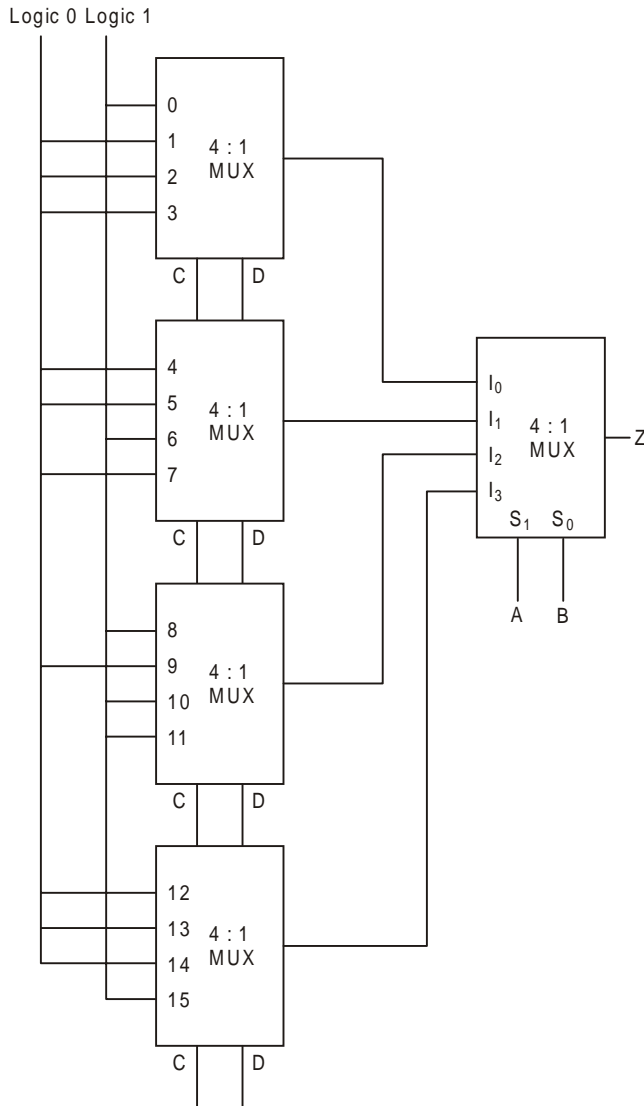 Logic 0 Logic 1
0
1
2
3
4 : 1
MUX
C D
4
5
6
7
4 : 1
MUX
C D
8
9
10
11
4 : 1
MUX
C D
12
13
14
15
4 : 1
MUX
C D
I₀
I₁
I₂
I₃
4 : 1
MUX
S₁ S₀
A B
Z